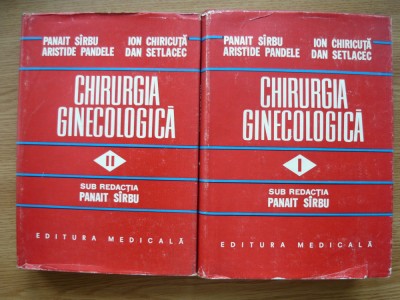 PANAIT SÎRBU ION CHIRICUȚĂ
ARISTIDE PANDELE DAN SETLACEC
CHIRURGIA
GINECOLOGICĂ
II
SUB REDACȚIA
PANAIT SÎRBU
EDITURA MEDICALĂ
PANAIT SÎRBU ION CHIRICUȚĂ
ARISTIDE PANDELE DAN SETLACEC
CHIRURGIA
GINECOLOGICĂ
I
SUB REDACȚIA
PANAIT SÎRBU
EDITURA MEDICALĂ